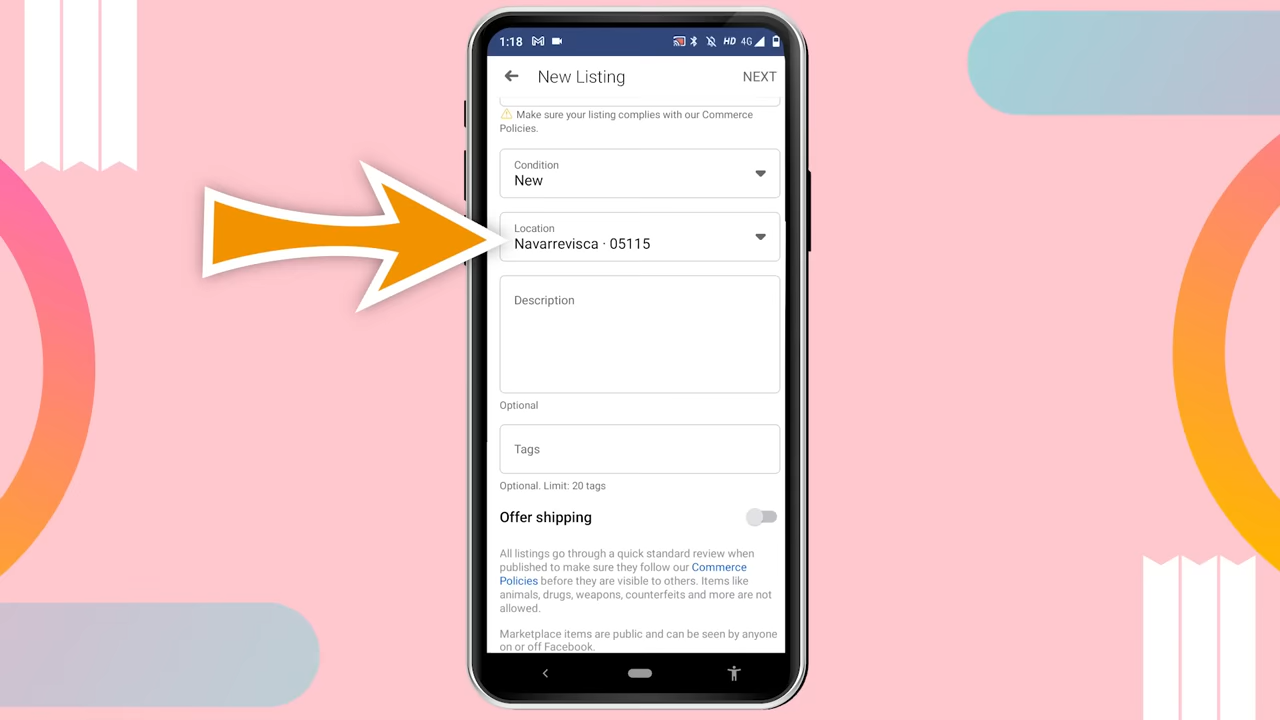 1:18 HD 4G
New Listing NEXT
⚠ Make sure your listing complies with our Commerce
Policies.
Condition
New
Location
Navarrevisca · 05115
Description
Optional
Tags
Optional. Limit: 20 tags
Offer shipping
All listings go through a quick standard review when
published to make sure they follow our Commerce
Policies before they are visible to others. Items like
animals, drugs, weapons, counterfeits and more are not
allowed.
Marketplace items are public and can be seen by anyone
on or off Facebook.